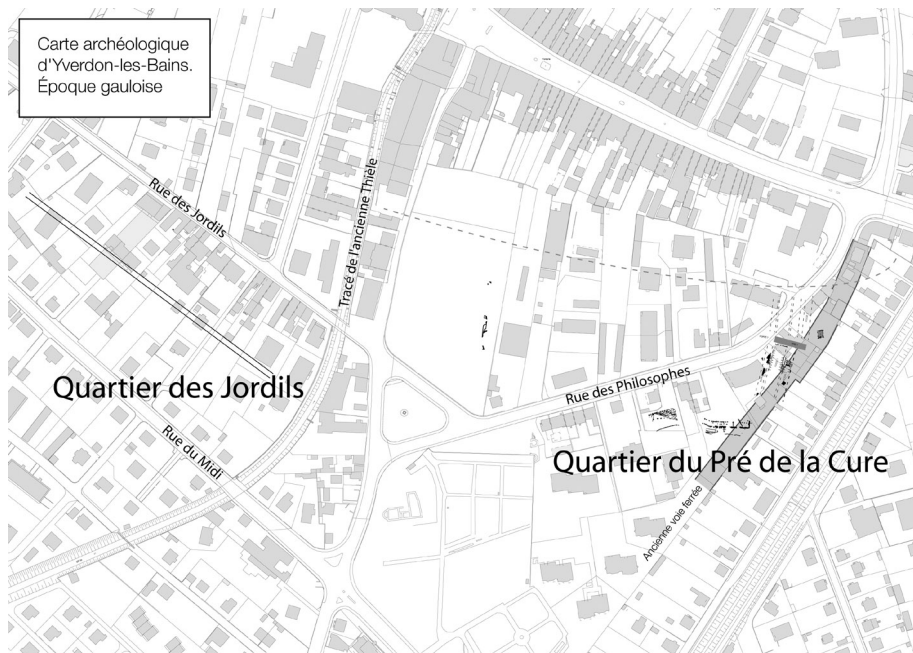 Carte archéologique
d'Yverdon-les-Bains.
Époque gauloise
Rue des Jordils
Tracé de l'ancienne Thièle
Quartier des Jordils
Rue du Midi
Rue des Philosophes
Quartier du Pré de la Cure
Ancienne voie ferrée